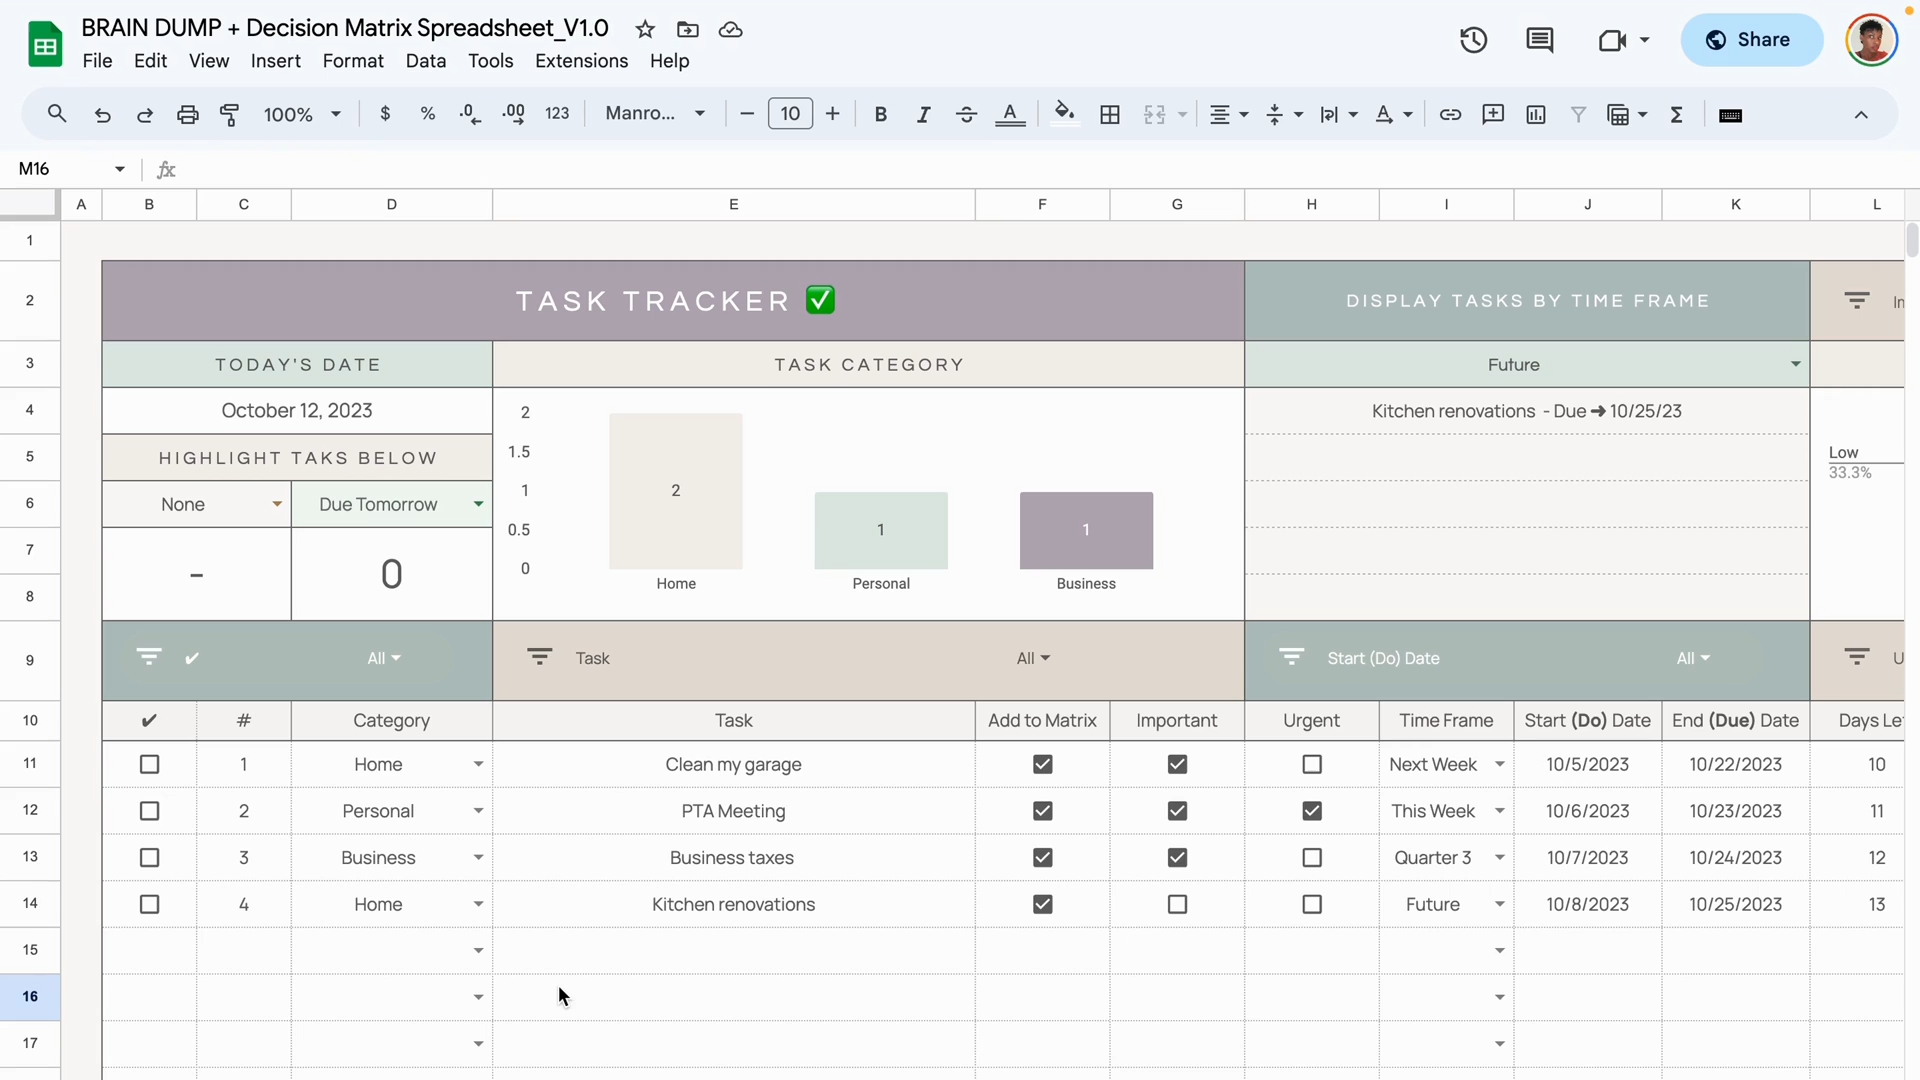 BRAIN DUMP + Decision Matrix Spreadsheet_V1.0
File Edit View Insert Format Data Tools Extensions Help
Share
100% $ % .0 .00 123 Manro... 10 B I A A Σ
M16 fx
A B C D E F G H I J K L
1
2 TASK TRACKER ✅ DISPLAY TASKS BY TIME FRAME
3 TODAY'S DATE TASK CATEGORY Future
4 October 12, 2023 Kitchen renovations - Due ➜ 10/25/23
5 HIGHLIGHT TAKS BELOW Low
33.3%
6 None Due Tomorrow
7 - 0
8
2
1.5
1
0.5
0
2 1 1
Home Personal Business
9 ✔ All Task All Start (Do) Date All
10 ✔ # Category Task Add to Matrix Important Urgent Time Frame Start (Do) Date End (Due) Date Days Le
11 1 Home Clean my garage Next Week 10/5/2023 10/22/2023 10
12 2 Personal PTA Meeting This Week 10/6/2023 10/23/2023 11
13 3 Business Business taxes Quarter 3 10/7/2023 10/24/2023 12
14 4 Home Kitchen renovations Future 10/8/2023 10/25/2023 13
15
16
17